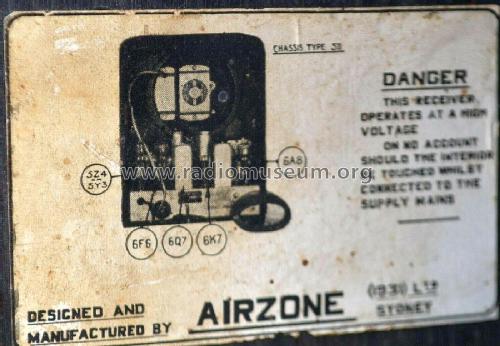 CHASSIS TYPE
DANGER
THIS RECEIVER
OPERATES AT A HIGH
VOLTAGE
ON NO ACCOUNT
SHOULD THE INTERIOR
BE TOUCHED WHILST
CONNECTED TO THE
SUPPLY MAINS
6A8
5Z4
OR
5Y3
www.radiomuseum.org
6F6
6Q7
6K7
DESIGNED AND
MANUFACTURED BY
AIRZONE
(1931) LTD
SYDNEY